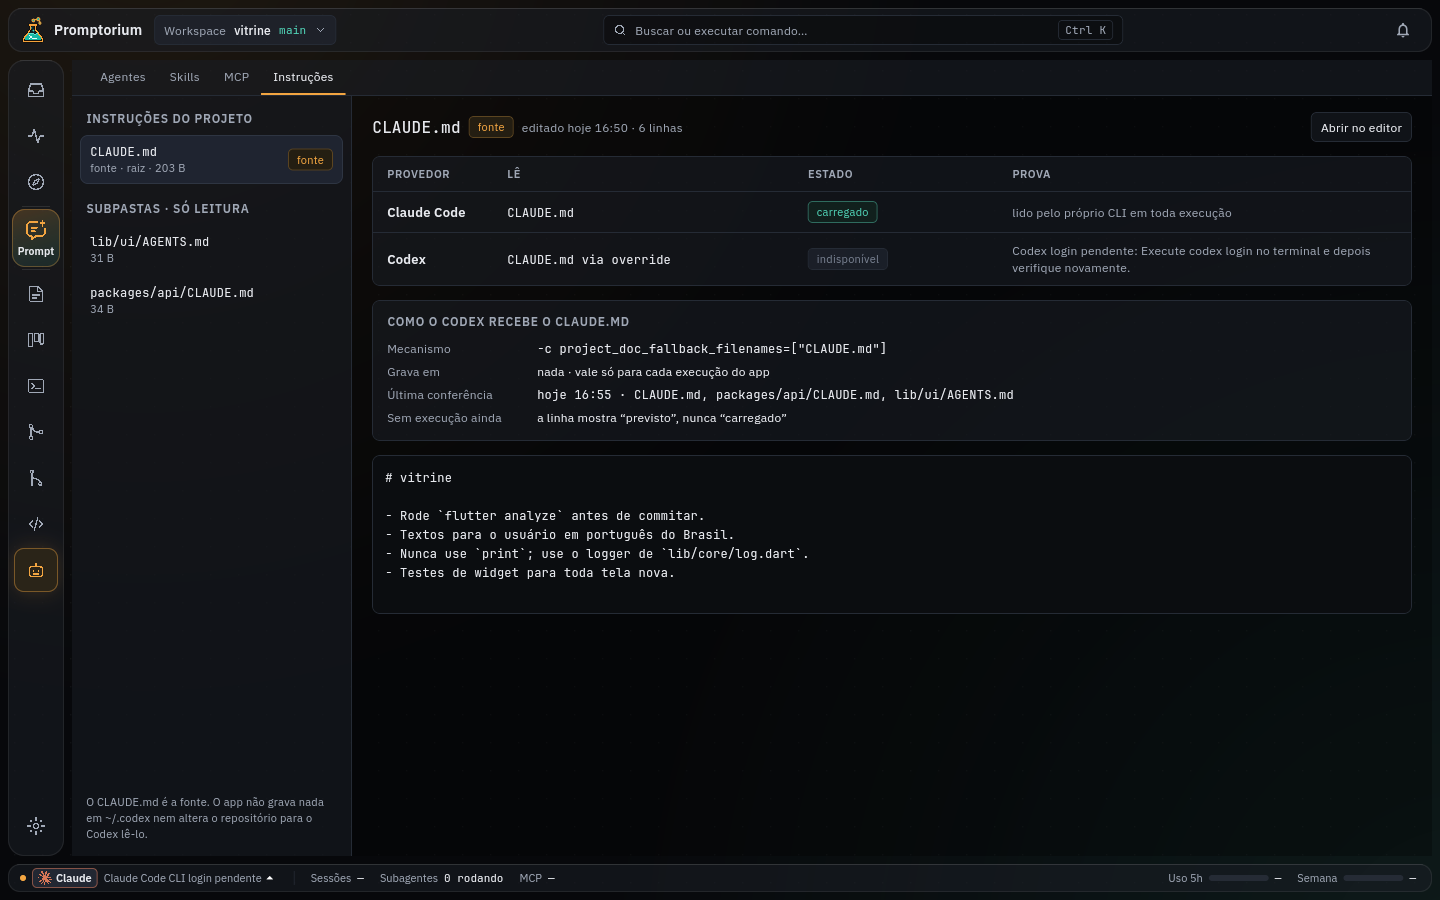 Promptorium
Workspace vitrine main
Buscar ou executar comando...
Ctrl K
Agentes
Skills
MCP
Instruções
INSTRUÇÕES DO PROJETO
CLAUDE.md
fonte · raiz · 203 B
fonte
SUBPASTAS · SÓ LEITURA
lib/ui/AGENTS.md
31 B
packages/api/CLAUDE.md
34 B
O CLAUDE.md é a fonte. O app não grava nada
em ~/.codex nem altera o repositório para o
Codex lê-lo.
Prompt
CLAUDE.md fonte editado hoje 16:50 · 6 linhas
Abrir no editor
PROVEDOR LÊ ESTADO PROVA
Claude Code CLAUDE.md carregado lido pelo próprio CLI em toda execução
Codex CLAUDE.md via override indisponível Codex login pendente: Execute codex login no terminal e depois
verifique novamente.
COMO O CODEX RECEBE O CLAUDE.MD
Mecanismo -c project_doc_fallback_filenames=["CLAUDE.md"]
Grava em nada · vale só para cada execução do app
Última conferência hoje 16:55 · CLAUDE.md, packages/api/CLAUDE.md, lib/ui/AGENTS.md
Sem execução ainda a linha mostra “previsto”, nunca “carregado”
# vitrine
- Rode `flutter analyze` antes de commitar.
- Textos para o usuário em português do Brasil.
- Nunca use `print`; use o logger de `lib/core/log.dart`.
- Testes de widget para toda tela nova.
Claude Claude Code CLI login pendente
Sessões —
Subagentes 0 rodando
MCP —
Uso 5h —
Semana —